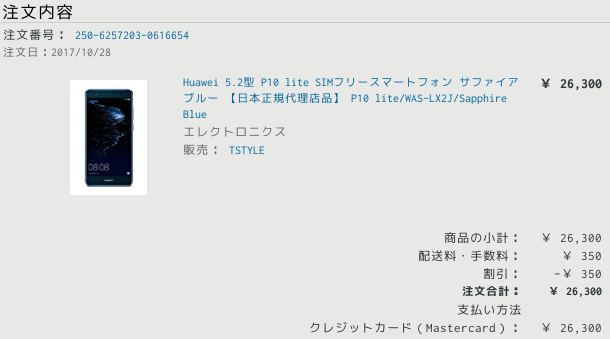 注文内容
注文番号： 250-6257203-0616654
注文日：2017/10/28
Huawei 5.2型 P10 lite SIMフリースマートフォン サファイア
ブルー 【日本正規代理店品】 P10 lite/WAS-LX2J/Sapphire
Blue
￥ 26,300
エレクトロニクス
販売： TSTYLE
08:08
商品の小計： ￥ 26,300
配送料・手数料： ￥ 350
割引： -￥ 350
注文合計： ￥ 26,300
支払い方法
クレジットカード（Mastercard）： ￥ 26,300